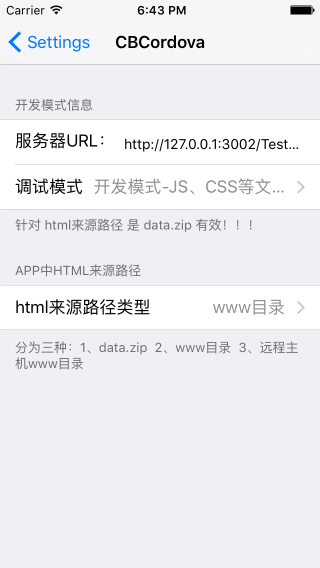 Carrier 6:43 PM
Settings CBCordova
开发模式信息
服务器URL： http://127.0.0.1:3002/Test...
调试模式 开发模式-JS、CSS等文...
针对 html来源路径 是 data.zip 有效！！！
APP中HTML来源路径
html来源路径类型 www目录
分为三种：1、data.zip 2、www目录 3、远程主
机www目录